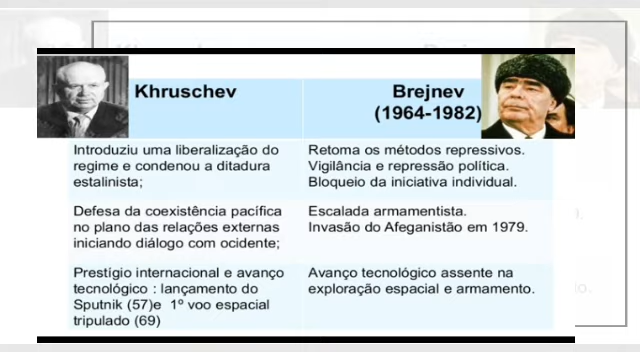 Khruschev
Brejnev
(1964-1982)
Introduziu uma liberalização do
regime e condenou a ditadura
estalinista;
Retoma os métodos repressivos.
Vigilância e repressão política.
Bloqueio da iniciativa individual.
Defesa da coexistência pacífica
no plano das relações externas
iniciando diálogo com ocidente;
Escalada armamentista.
Invasão do Afeganistão em 1979.
Prestígio internacional e avanço
tecnológico : lançamento do
Sputnik (57)e 1º voo espacial
tripulado (69)
Avanço tecnológico assente na
exploração espacial e armamento.